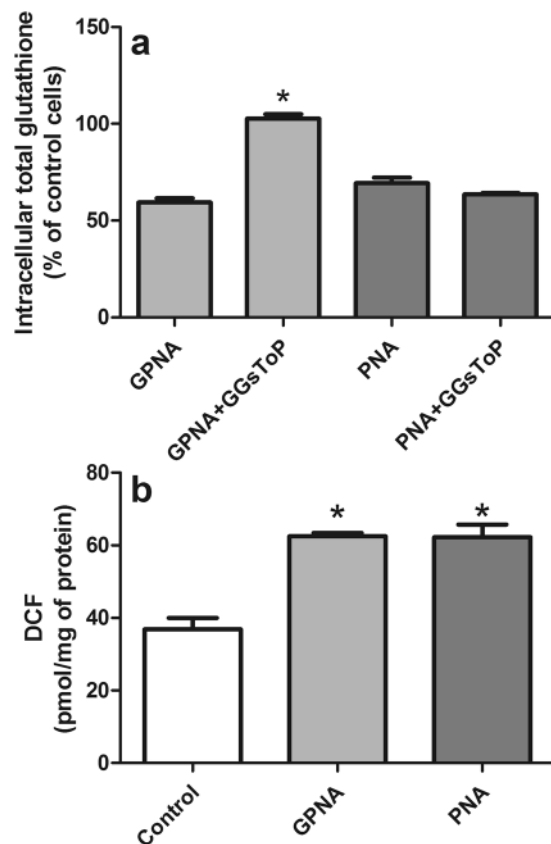 a
Intracellular total glutathione
(% of control cells)
150
100
50
0
*
GPNA
GPNA+GGsToP
PNA
PNA+GGsToP
b
DCF
(pmol/mg of protein)
80
60
40
20
0
*
*
Control
GPNA
PNA